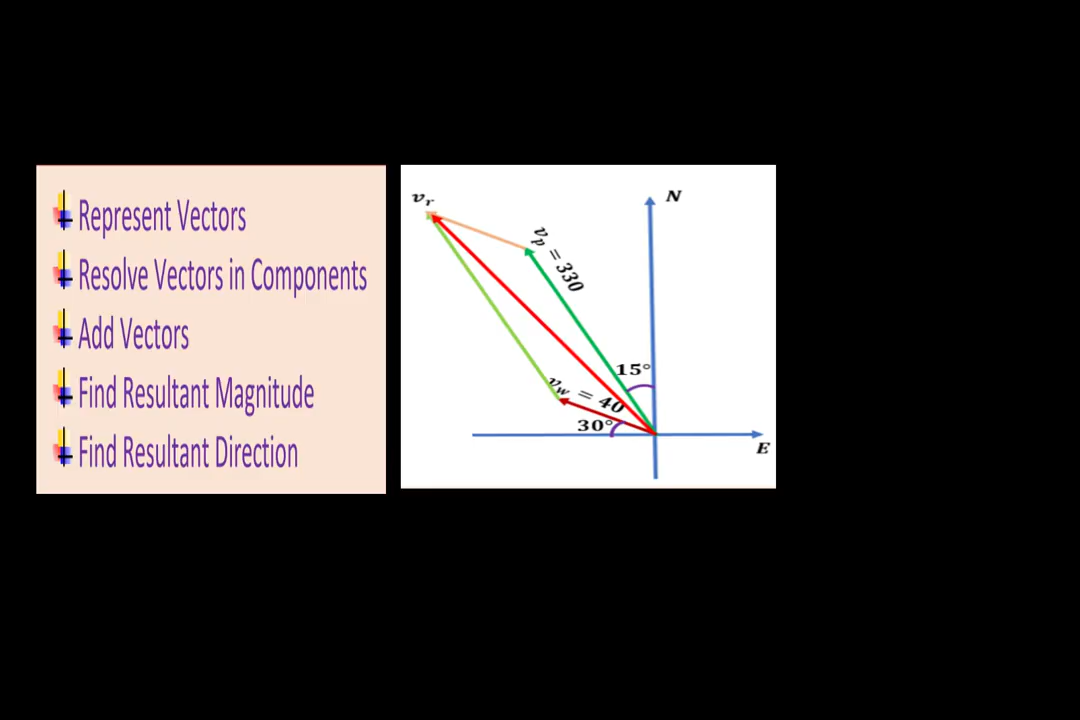 Represent Vectors
Resolve Vectors in Components
Add Vectors
Find Resultant Magnitude
Find Resultant Direction
v_r
N
v_p = 330
15°
v_w = 40
30°
E